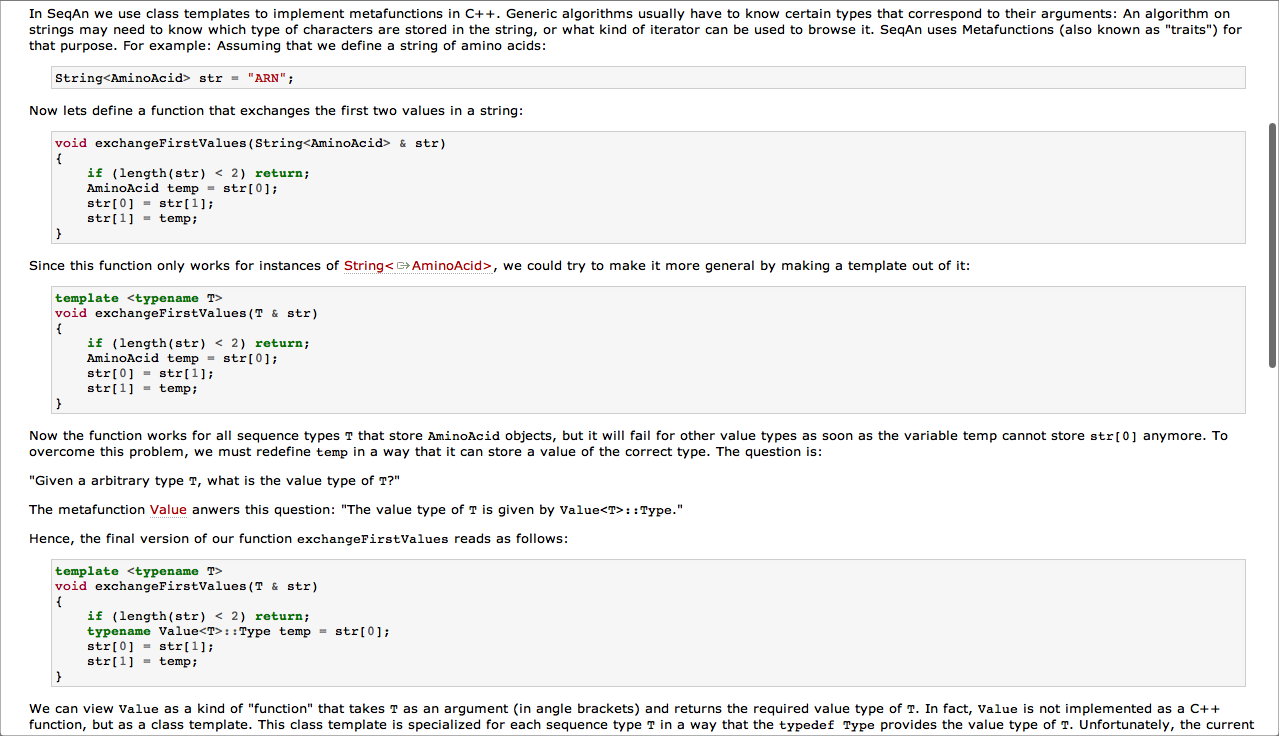 In SeqAn we use class templates to implement metafunctions in C++. Generic algorithms usually have to know certain types that correspond to their arguments: An algorithm on
strings may need to know which type of characters are stored in the string, or what kind of iterator can be used to browse it. SeqAn uses Metafunctions (also known as "traits") for
that purpose. For example: Assuming that we define a string of amino acids:
String<AminoAcid> str = "ARN";
Now lets define a function that exchanges the first two values in a string:
void exchangeFirstValues(String<AminoAcid> & str)
{
    if (length(str) < 2) return;
    AminoAcid temp = str[0];
    str[0] = str[1];
    str[1] = temp;
}
Since this function only works for instances of String<AminoAcid>, we could try to make it more general by making a template out of it:
template <typename T>
void exchangeFirstValues(T & str)
{
    if (length(str) < 2) return;
    AminoAcid temp = str[0];
    str[0] = str[1];
    str[1] = temp;
}
Now the function works for all sequence types T that store AminoAcid objects, but it will fail for other value types as soon as the variable temp cannot store str[0] anymore. To
overcome this problem, we must redefine temp in a way that it can store a value of the correct type. The question is:
"Given a arbitrary type T, what is the value type of T?"
The metafunction Value anwers this question: "The value type of T is given by Value<T>::Type."
Hence, the final version of our function exchangeFirstValues reads as follows:
template <typename T>
void exchangeFirstValues(T & str)
{
    if (length(str) < 2) return;
    typename Value<T>::Type temp = str[0];
    str[0] = str[1];
    str[1] = temp;
}
We can view Value as a kind of "function" that takes T as an argument (in angle brackets) and returns the required value type of T. In fact, Value is not implemented as a C++
function, but as a class template. This class template is specialized for each sequence type T in a way that the typedef Type provides the value type of T. Unfortunately, the current